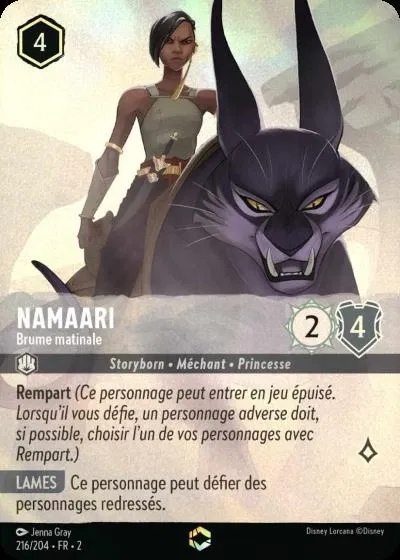 4
NAMAARI
Brume matinale
2
4
Storyborn • Méchant • Princesse
Rempart (Ce personnage peut entrer en jeu épuisé.
Lorsqu'il vous défie, un personnage adverse doit,
si possible, choisir l'un de vos personnages avec
Rempart.)
LAMES Ce personnage peut défier des
personnages redressés.
Jenna Gray
Disney Lorcana ©Disney
216/204 • FR • 2